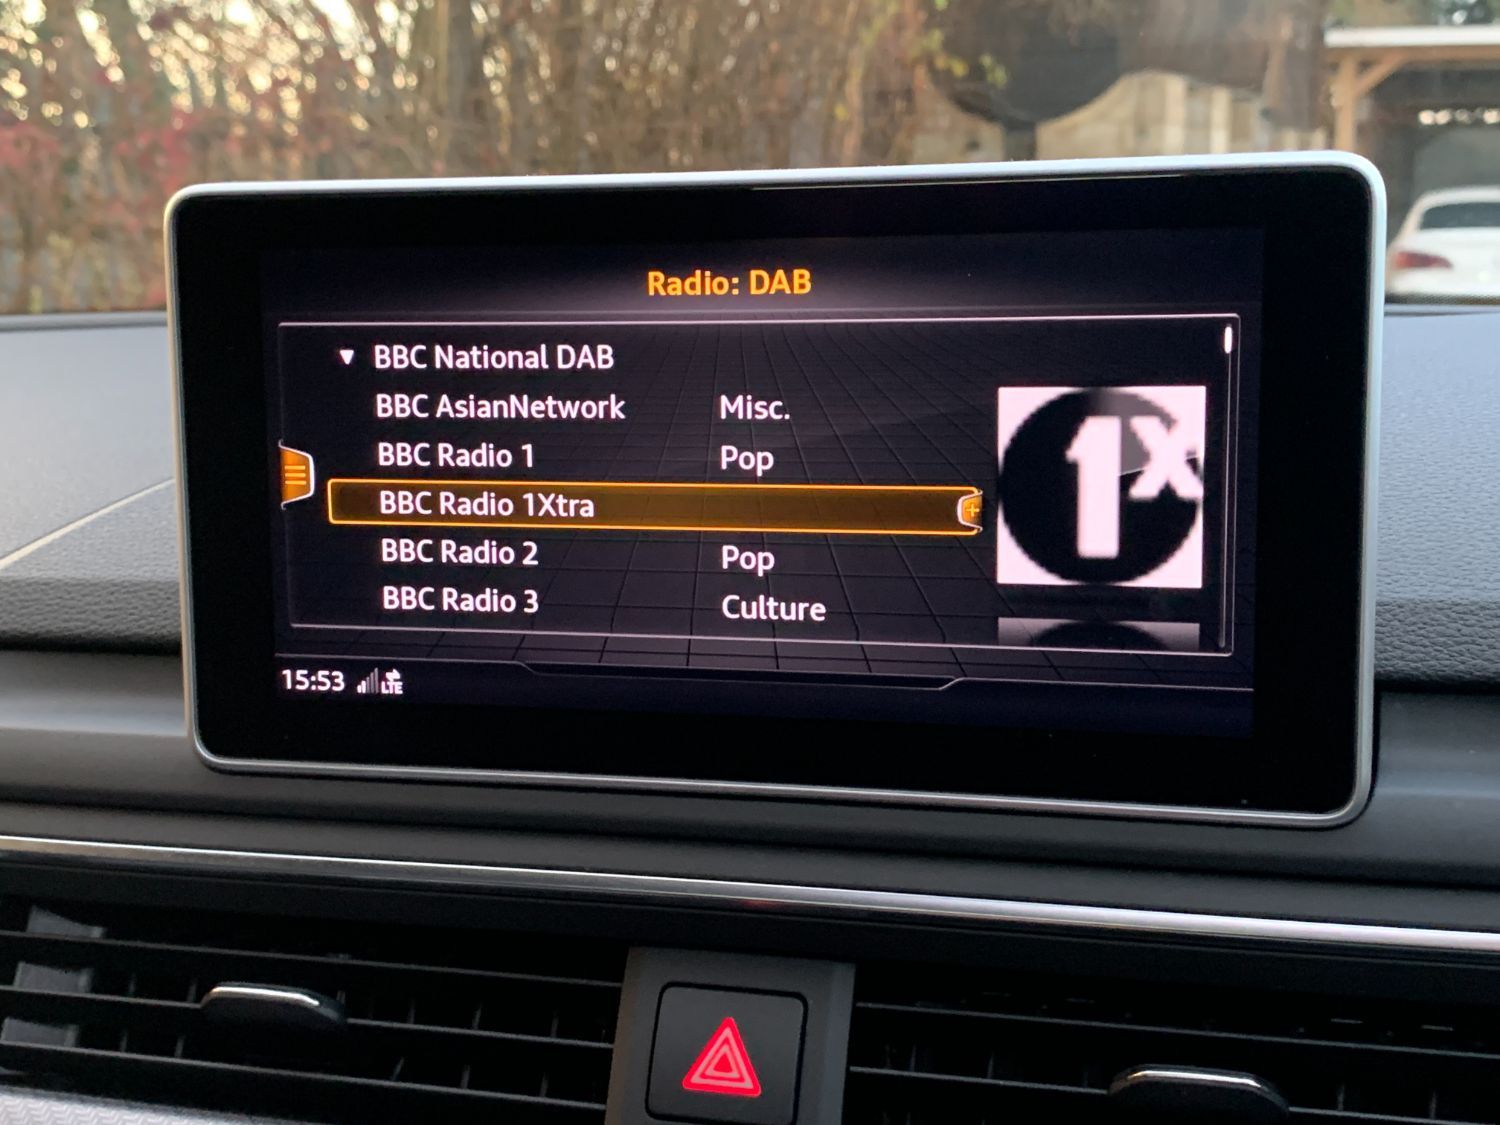 Radio: DAB
BBC National DAB
BBC AsianNetwork Misc.
BBC Radio 1 Pop
BBC Radio 1Xtra
BBC Radio 2 Pop
BBC Radio 3 Culture
1X
15:53 LTE